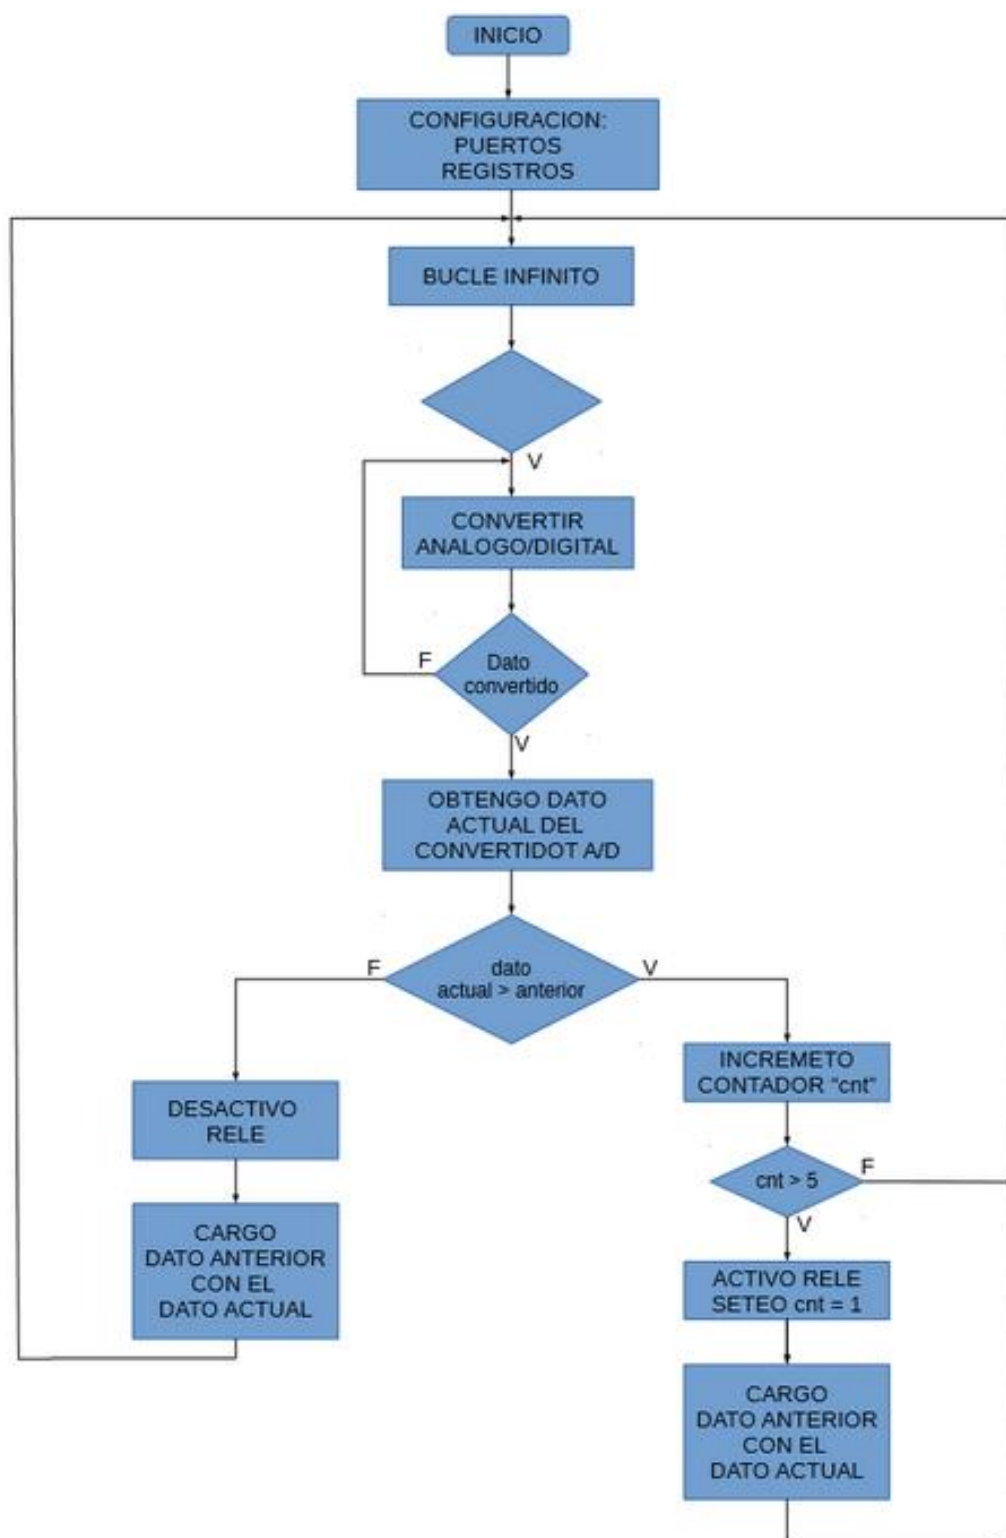 INICIO
CONFIGURACION:
PUERTOS
REGISTROS
BUCLE INFINITO
V
CONVERTIR
ANALOGO/DIGITAL
F
Dato
convertido
V
OBTENGO DATO
ACTUAL DEL
CONVERTIDOT A/D
F
dato
actual > anterior
V
DESACTIVO
RELE
CARGO
DATO ANTERIOR
CON EL
DATO ACTUAL
INCREMETO
CONTADOR "cnt"
cnt > 5
F
V
ACTIVO RELE
SETEO cnt = 1
CARGO
DATO ANTERIOR
CON EL
DATO ACTUAL